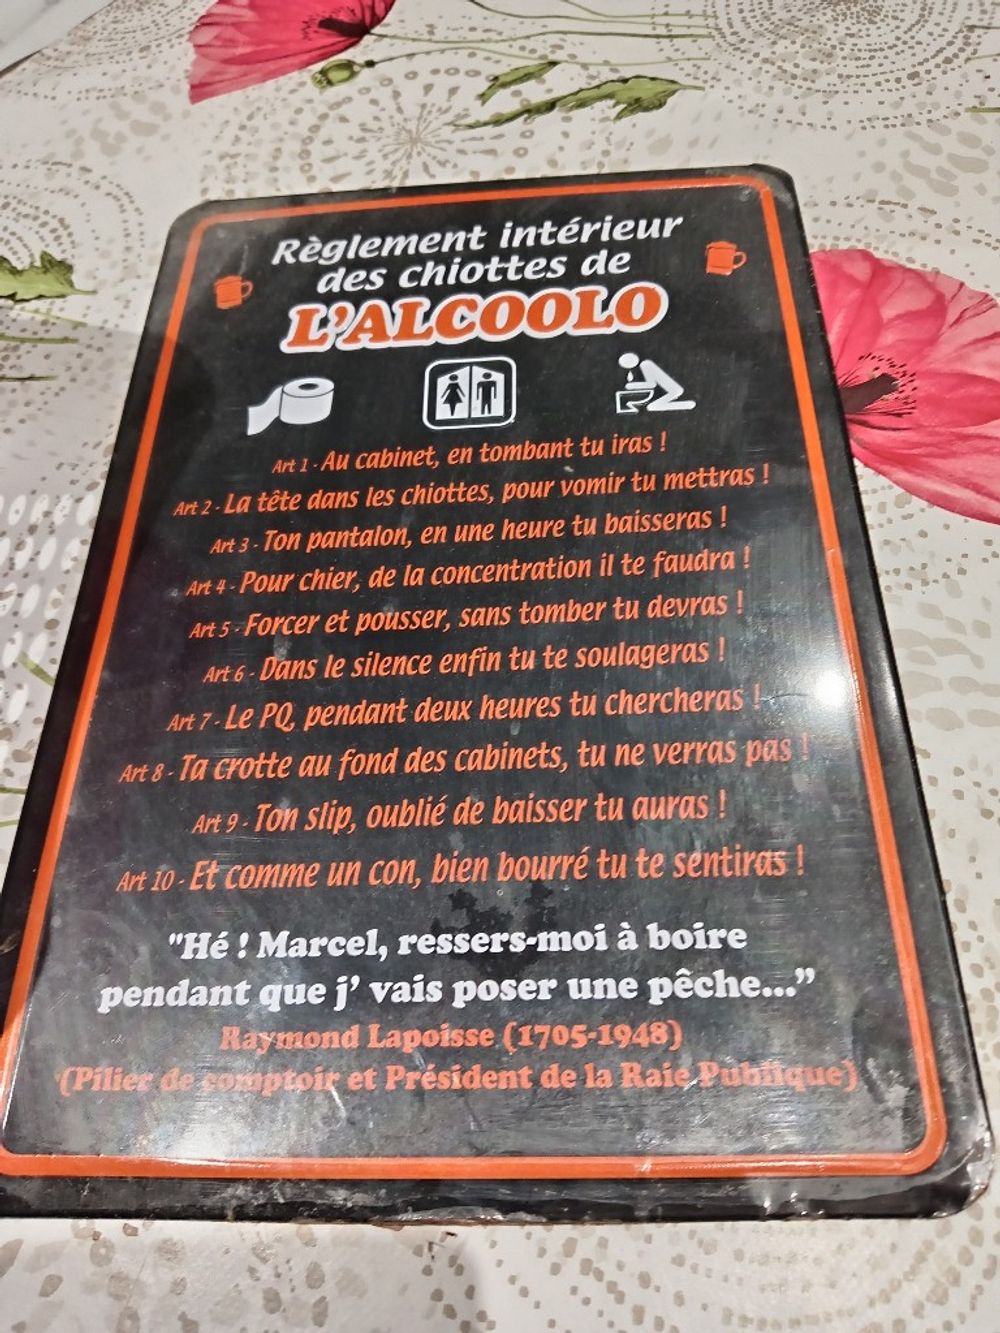 Règlement intérieur
des chiottes de
L'ALCOOLO
Art 1 - Au cabinet, en tombant tu iras !
Art 2 - La tête dans les chiottes, pour vomir tu mettras !
Art 3 - Ton pantalon, en une heure tu baisseras !
Art 4 - Pour chier, de la concentration il te faudra !
Art 5 - Forcer et pousser, sans tomber tu devras !
Art 6 - Dans le silence enfin tu te soulageras !
Art 7 - Le PQ, pendant deux heures tu chercheras !
Art 8 - Ta crotte au fond des cabinets, tu ne verras pas !
Art 9 - Ton slip, oublié de baisser tu auras !
Art 10 - Et comme un con, bien bourré tu te sentiras !
"Hé ! Marcel, ressers-moi à boire
pendant que j' vais poser une pêche..."
Raymond Lapoisse (1705-1948)
(Pilier de comptoir et Président de la Raie Publique)